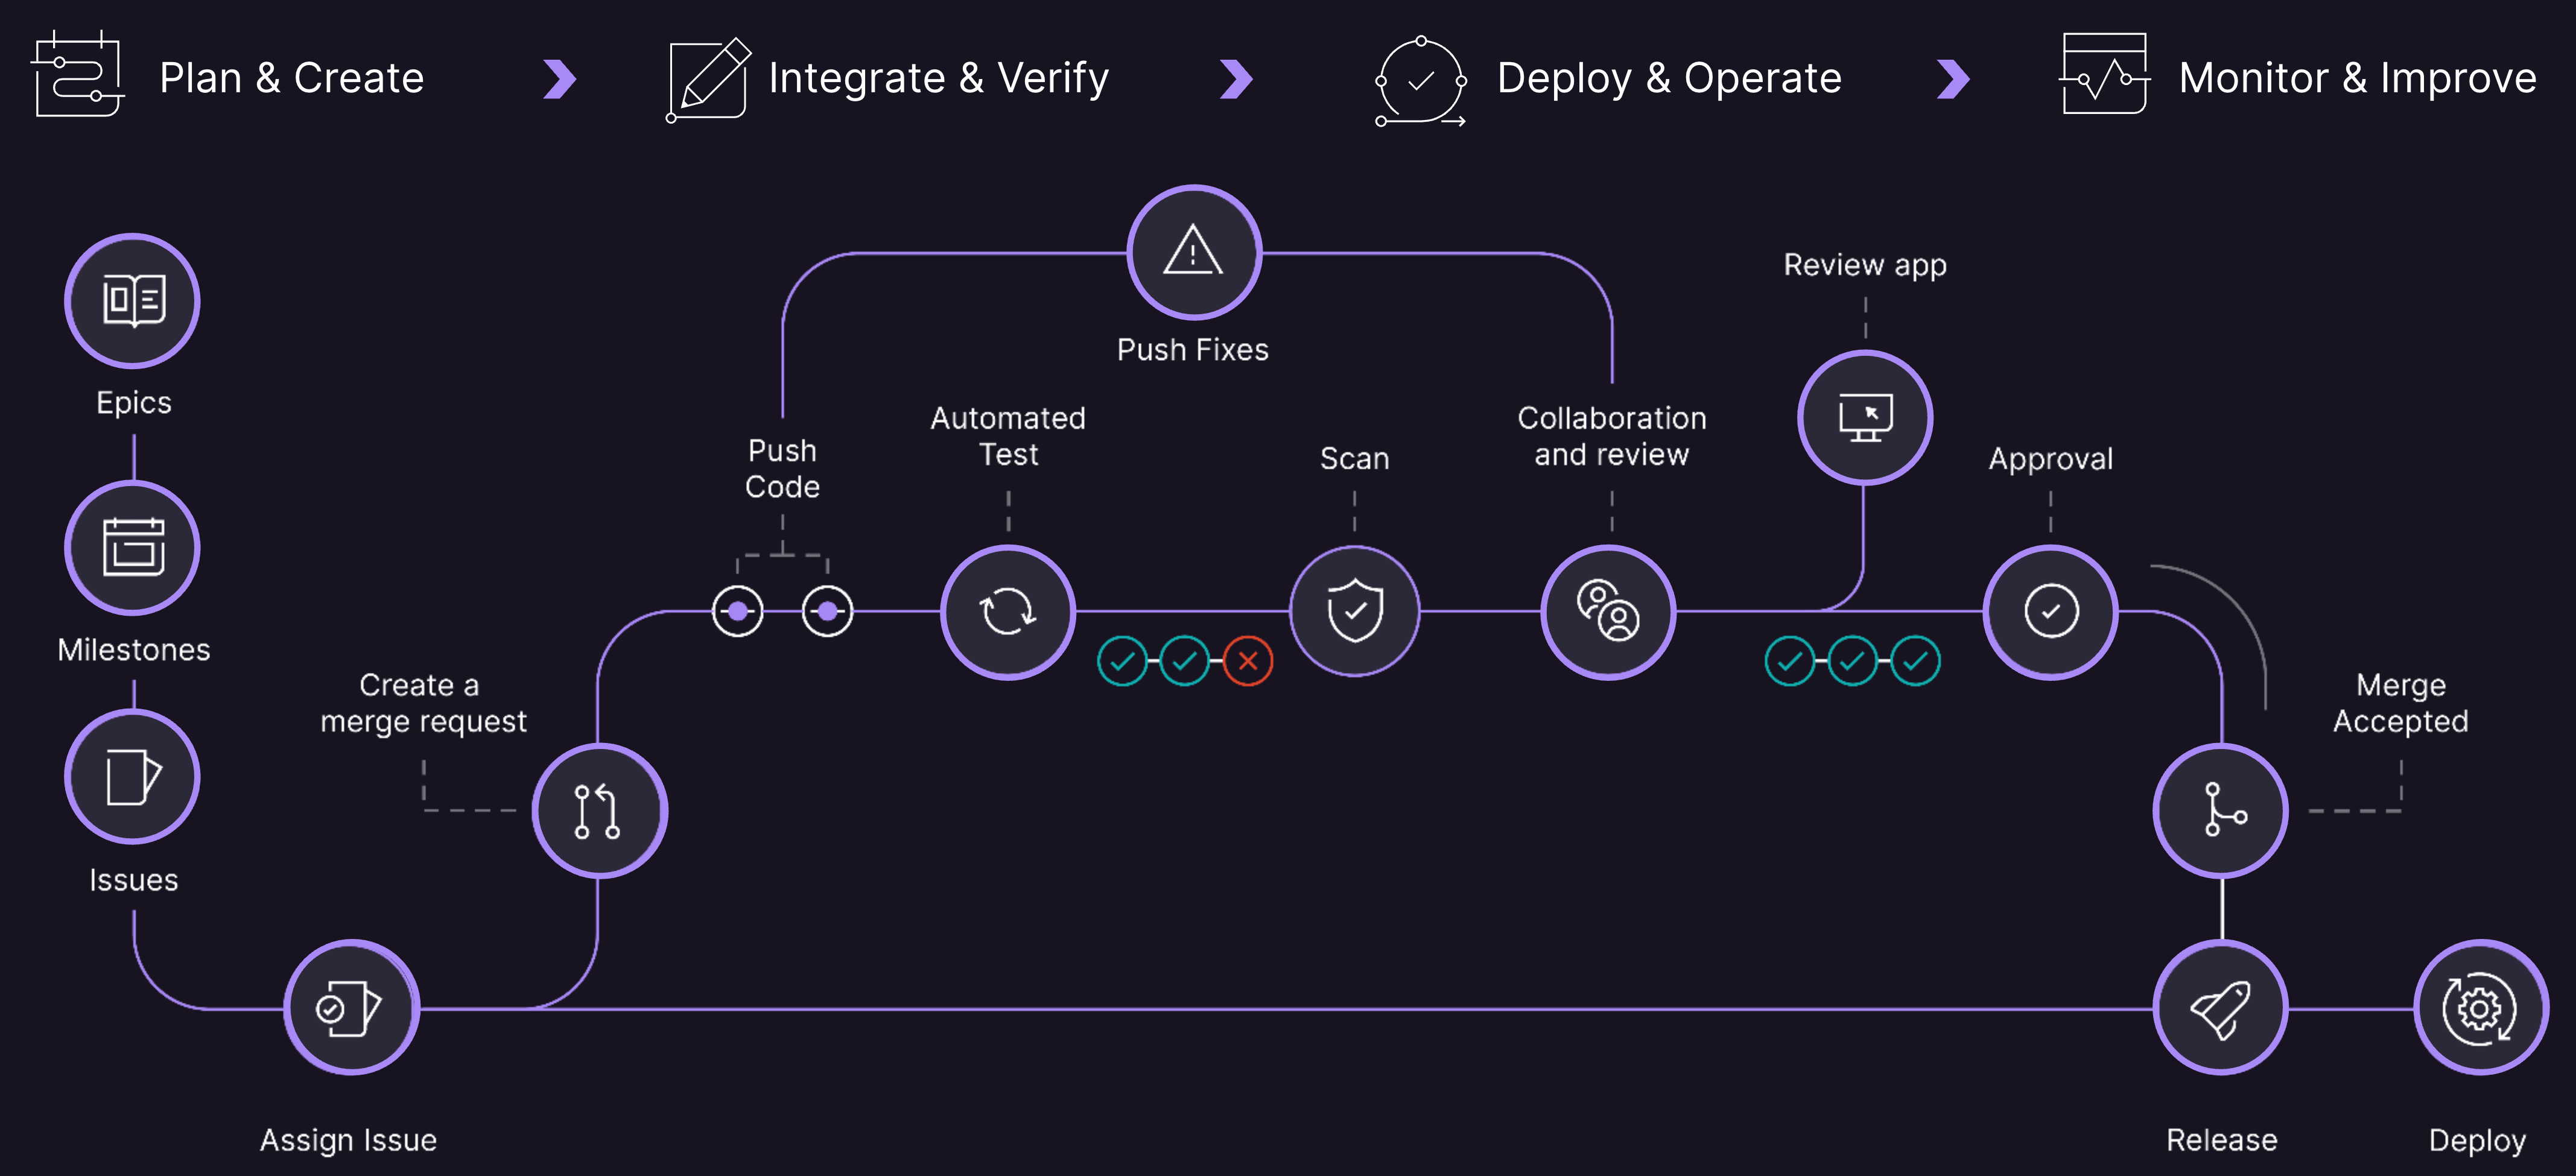 Plan & Create
Integrate & Verify
Deploy & Operate
Monitor & Improve
Epics
Milestones
Issues
Assign Issue
Create a
merge request
Push
Code
Push Fixes
Automated
Test
Scan
Collaboration
and review
Review app
Approval
Merge
Accepted
Release
Deploy